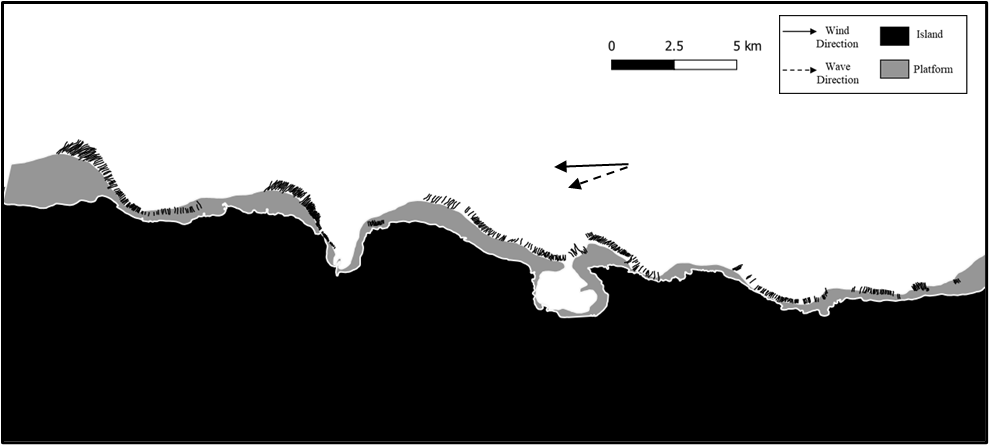 0 2.5 5 km
Wind
Direction
Island
Wave
Direction
Platform